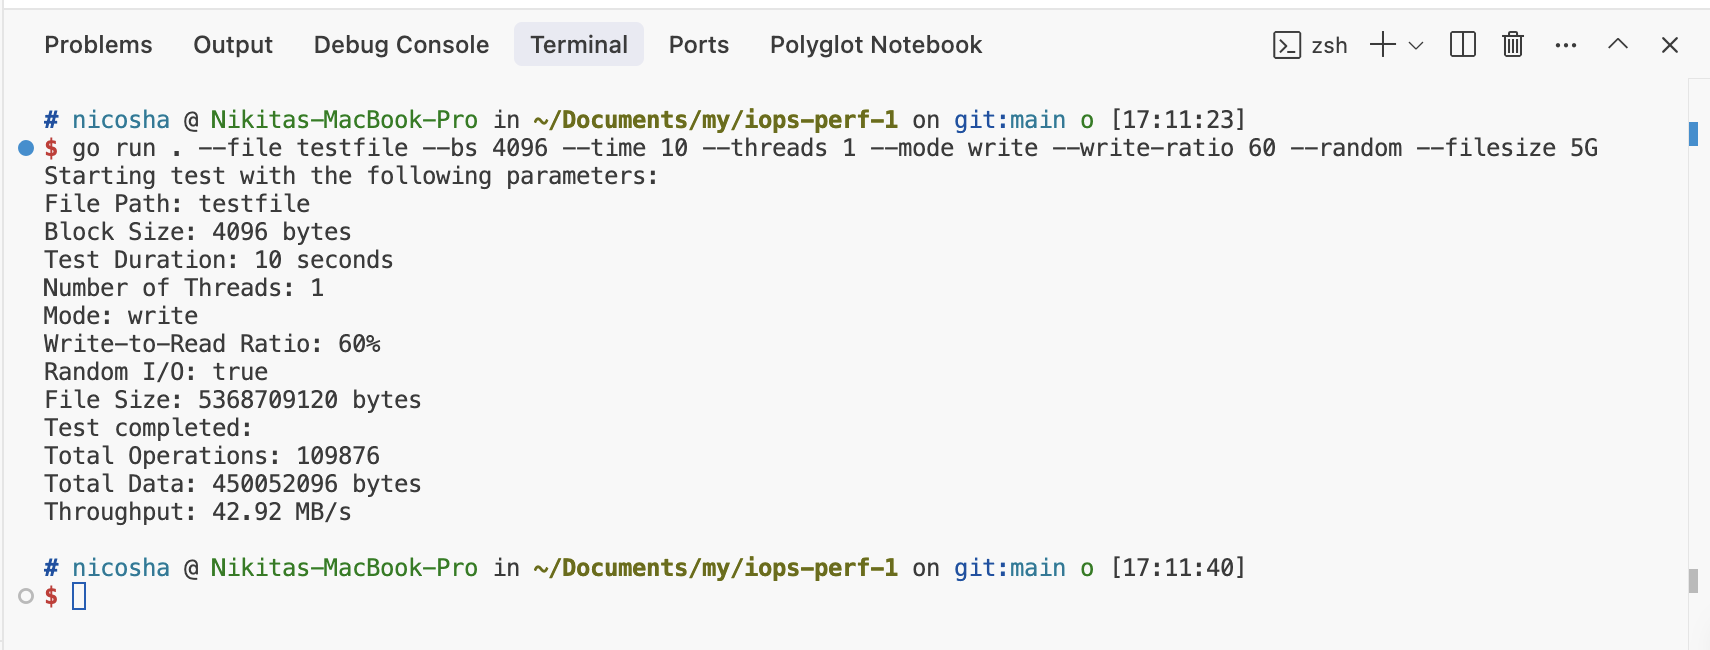 Problems Output Debug Console Terminal Ports Polyglot Notebook zsh
# nicosha @ Nikitas-MacBook-Pro in ~/Documents/my/iops-perf-1 on git:main o [17:11:23]
$ go run . --file testfile --bs 4096 --time 10 --threads 1 --mode write --write-ratio 60 --random --filesize 5G
Starting test with the following parameters:
File Path: testfile
Block Size: 4096 bytes
Test Duration: 10 seconds
Number of Threads: 1
Mode: write
Write-to-Read Ratio: 60%
Random I/O: true
File Size: 5368709120 bytes
Test completed:
Total Operations: 109876
Total Data: 450052096 bytes
Throughput: 42.92 MB/s
# nicosha @ Nikitas-MacBook-Pro in ~/Documents/my/iops-perf-1 on git:main o [17:11:40]
$